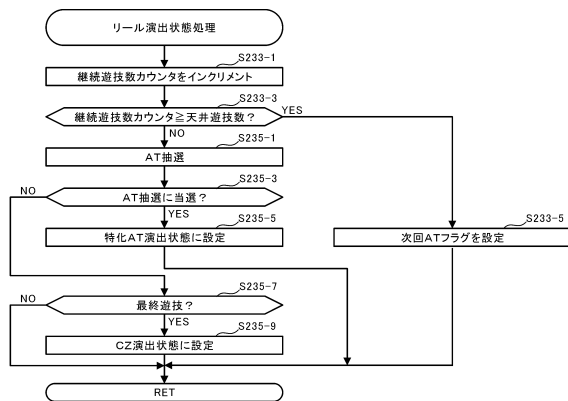 リール演出状態処理
S233-1
継続遊技数カウンタをインクリメント
S233-3
継続遊技数カウンタ≧天井遊技数？
YES
NO
S235-1
AT抽選
S235-3
NO
AT抽選に当選？
YES
S235-5
特化AT演出状態に設定
S233-5
次回ATフラグを設定
S235-7
NO
最終遊技？
YES
S235-9
CZ演出状態に設定
RET